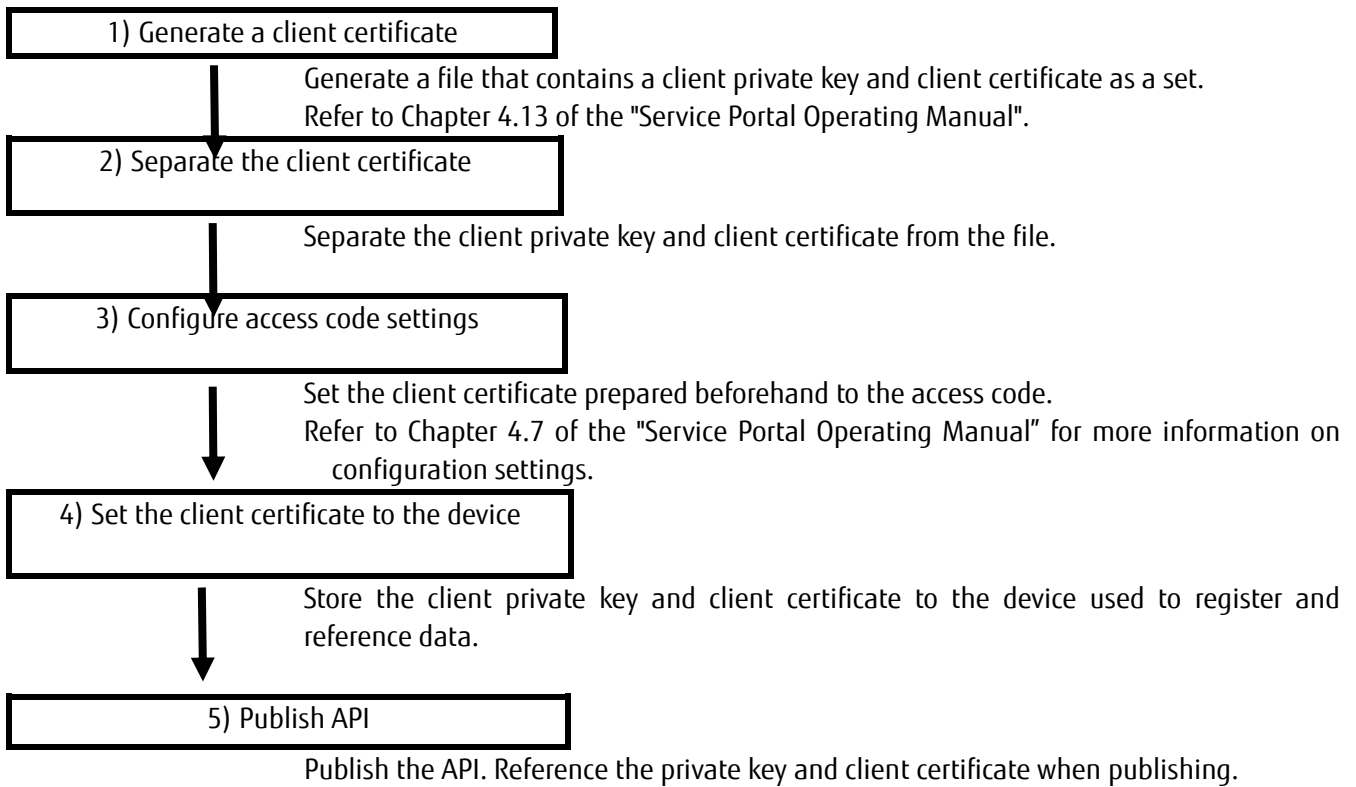 1) Generate a client certificate
Generate a file that contains a client private key and client certificate as a set.
Refer to Chapter 4.13 of the "Service Portal Operating Manual".
2) Separate the client certificate
Separate the client private key and client certificate from the file.
3) Configure access code settings
Set the client certificate prepared beforehand to the access code.
Refer to Chapter 4.7 of the "Service Portal Operating Manual” for more information on
configuration settings.
4) Set the client certificate to the device
Store the client private key and client certificate to the device used to register and
reference data.
5) Publish API
Publish the API. Reference the private key and client certificate when publishing.